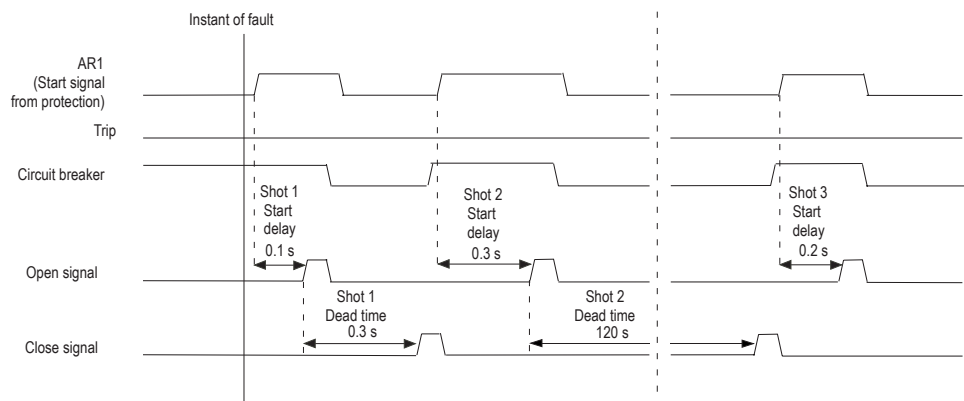 Instant of fault
AR1
(Start signal
from protection)
Trip
Circuit breaker
Shot 1
Start
delay
0.1 s
Shot 2
Start
delay
0.3 s
Shot 3
Start
delay
0.2 s
Open signal
Shot 1
Dead time
0.3 s
Shot 2
Dead time
120 s
Close signal